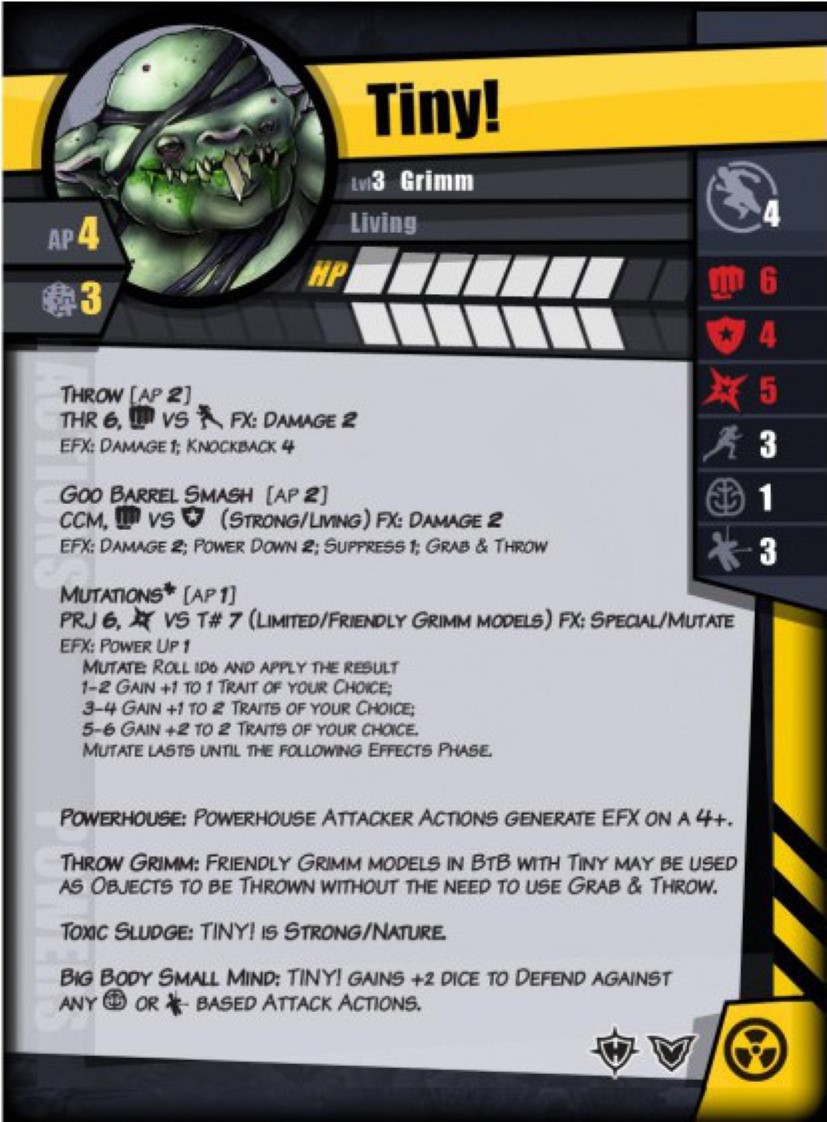 Tiny!
Lvl3 Grimm
Living
AP 4
3
HP
4
6
4
5
3
1
3
ACTIONS
THROW [AP 2]
THR 6, VS FX: DAMAGE 2
EFX: DAMAGE 1; KNOCKBACK 4
GOO BARREL SMASH [AP 2]
CCM, VS (STRONG/LIVING) FX: DAMAGE 2
EFX: DAMAGE 2; POWER DOWN 2; SUPPRESS 1; GRAB & THROW
MUTATIONS* [AP 1]
PRJ 6, VS T# 7 (LIMITED/FRIENDLY GRIMM MODELS) FX: SPECIAL/MUTATE
EFX: POWER UP 1
MUTATE: ROLL 1D6 AND APPLY THE RESULT
1-2 GAIN +1 TO 1 TRAIT OF YOUR CHOICE;
3-4 GAIN +1 TO 2 TRAITS OF YOUR CHOICE;
5-6 GAIN +2 TO 2 TRAITS OF YOUR CHOICE.
MUTATE LASTS UNTIL THE FOLLOWING EFFECTS PHASE.
POWERS
POWERHOUSE: POWERHOUSE ATTACKER ACTIONS GENERATE EFX ON A 4+.
THROW GRIMM: FRIENDLY GRIMM MODELS IN BTB WITH TINY MAY BE USED
AS OBJECTS TO BE THROWN WITHOUT THE NEED TO USE GRAB & THROW.
TOXIC SLUDGE: TINY! IS STRONG/NATURE.
BIG BODY SMALL MIND: TINY! GAINS +2 DICE TO DEFEND AGAINST
ANY OR BASED ATTACK ACTIONS.